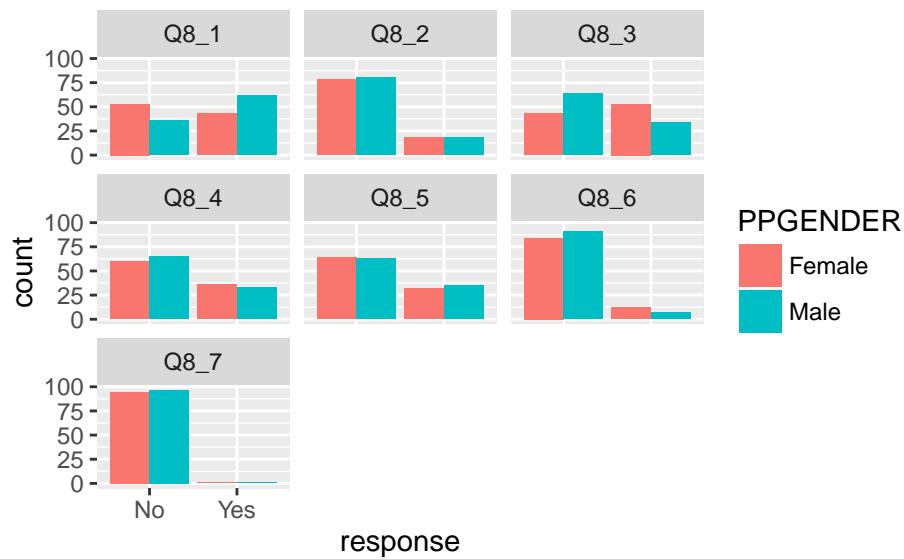 Q8_1 Q8_2 Q8_3
100
75
50
25
0
Q8_4 Q8_5 Q8_6
100
75
50
25
0
Q8_7
100
75
50
25
0
No Yes
response
count
PPGENDER
Female
Male